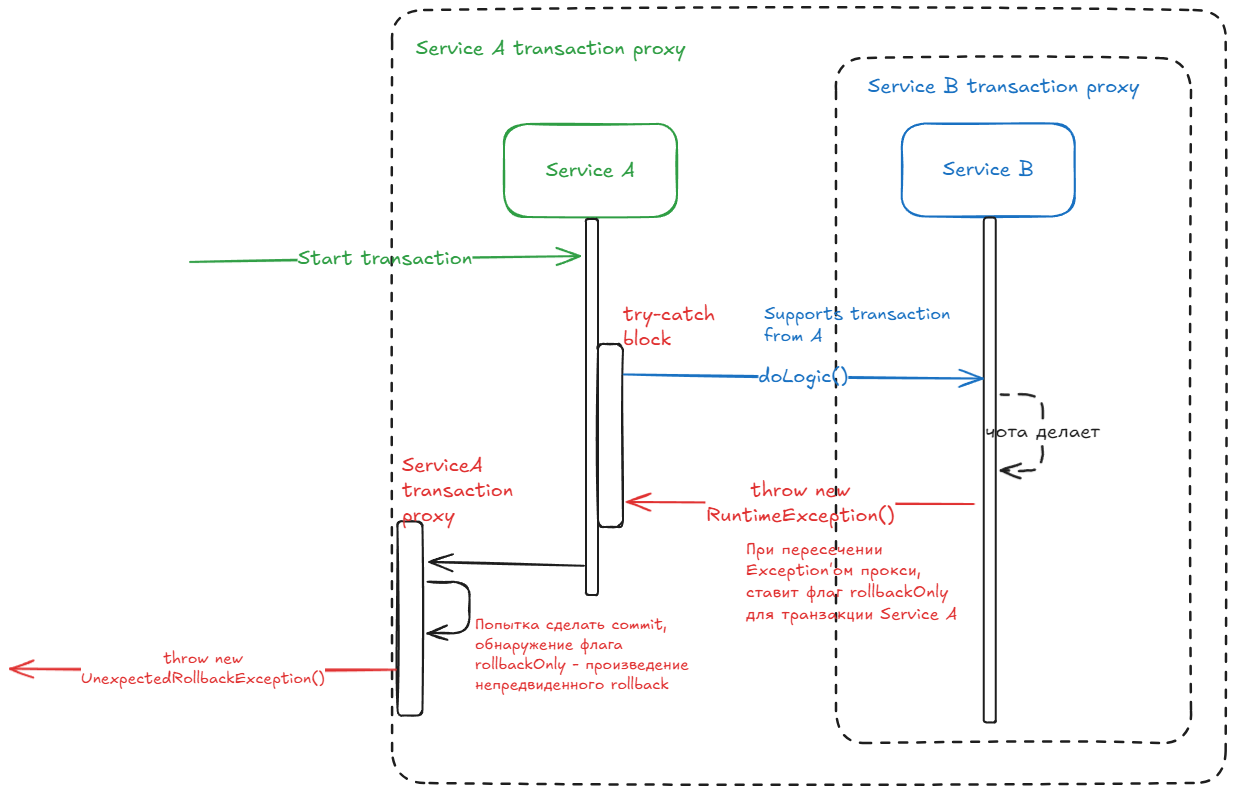 Service A transaction proxy
Service B transaction proxy
Service A
Service B
Start transaction
try-catch
block
Supports transaction
from A
doLogic()
чота делает
throw new
RuntimeException()
При пересечении
Exception'ом прокси,
ставит флаг rollbackOnly
для транзакции Service A
ServiceA
transaction
proxy
Попытка сделать commit,
обнаружение флага
rollbackOnly - произведение
непредвиденного rollback
throw new
UnexpectedRollbackException()